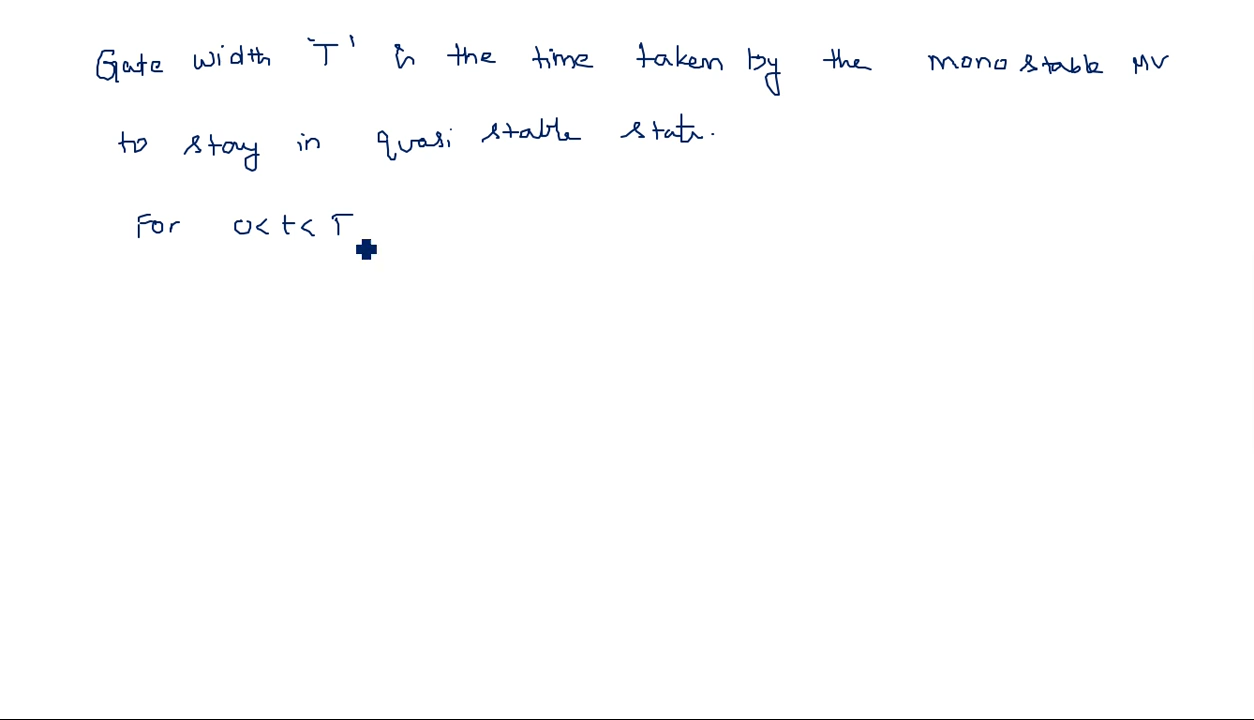 Gate width 'T' is the time taken by the mono stable MV
to stay in quasi stable state.
For 0< t< T